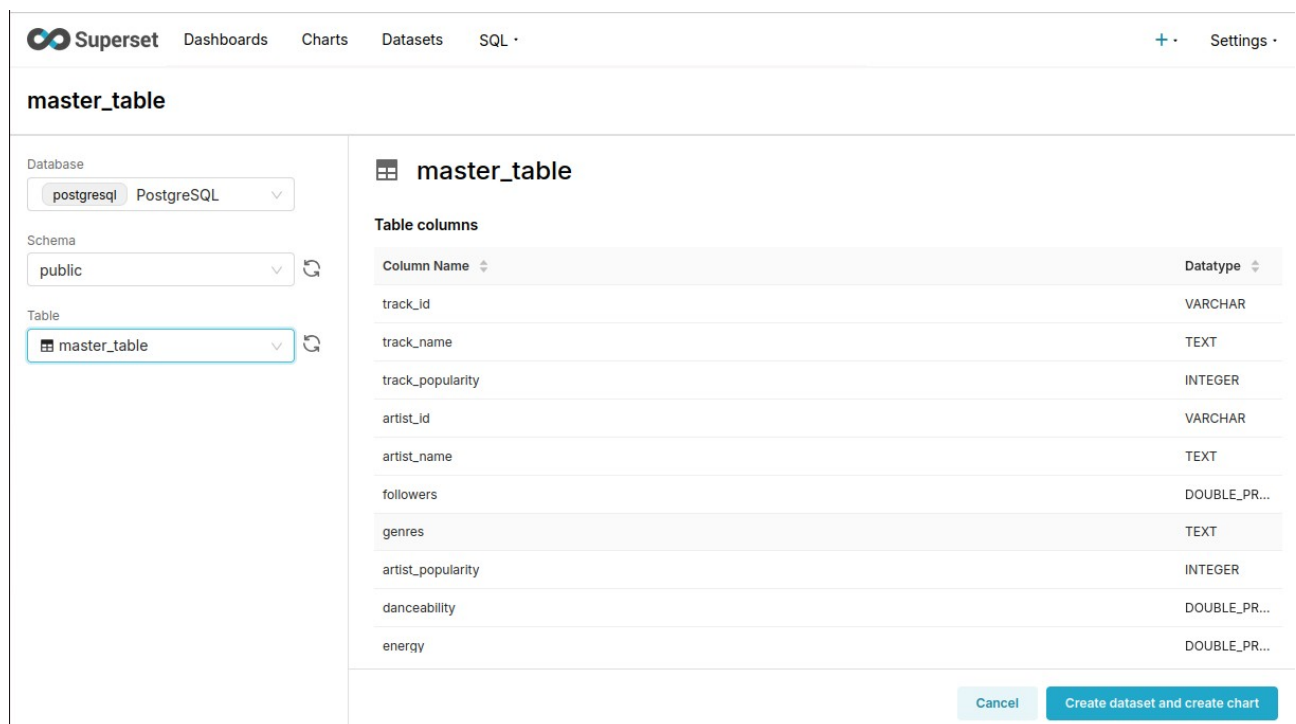 Superset Dashboards Charts Datasets SQL + Settings
master_table
Database
postgresql PostgreSQL
Schema
public
Table
master_table
master_table
Table columns
Column Name Datatype
track_id VARCHAR
track_name TEXT
track_popularity INTEGER
artist_id VARCHAR
artist_name TEXT
followers DOUBLE_PR...
genres TEXT
artist_popularity INTEGER
danceability DOUBLE_PR...
energy DOUBLE_PR...
Cancel Create dataset and create chart